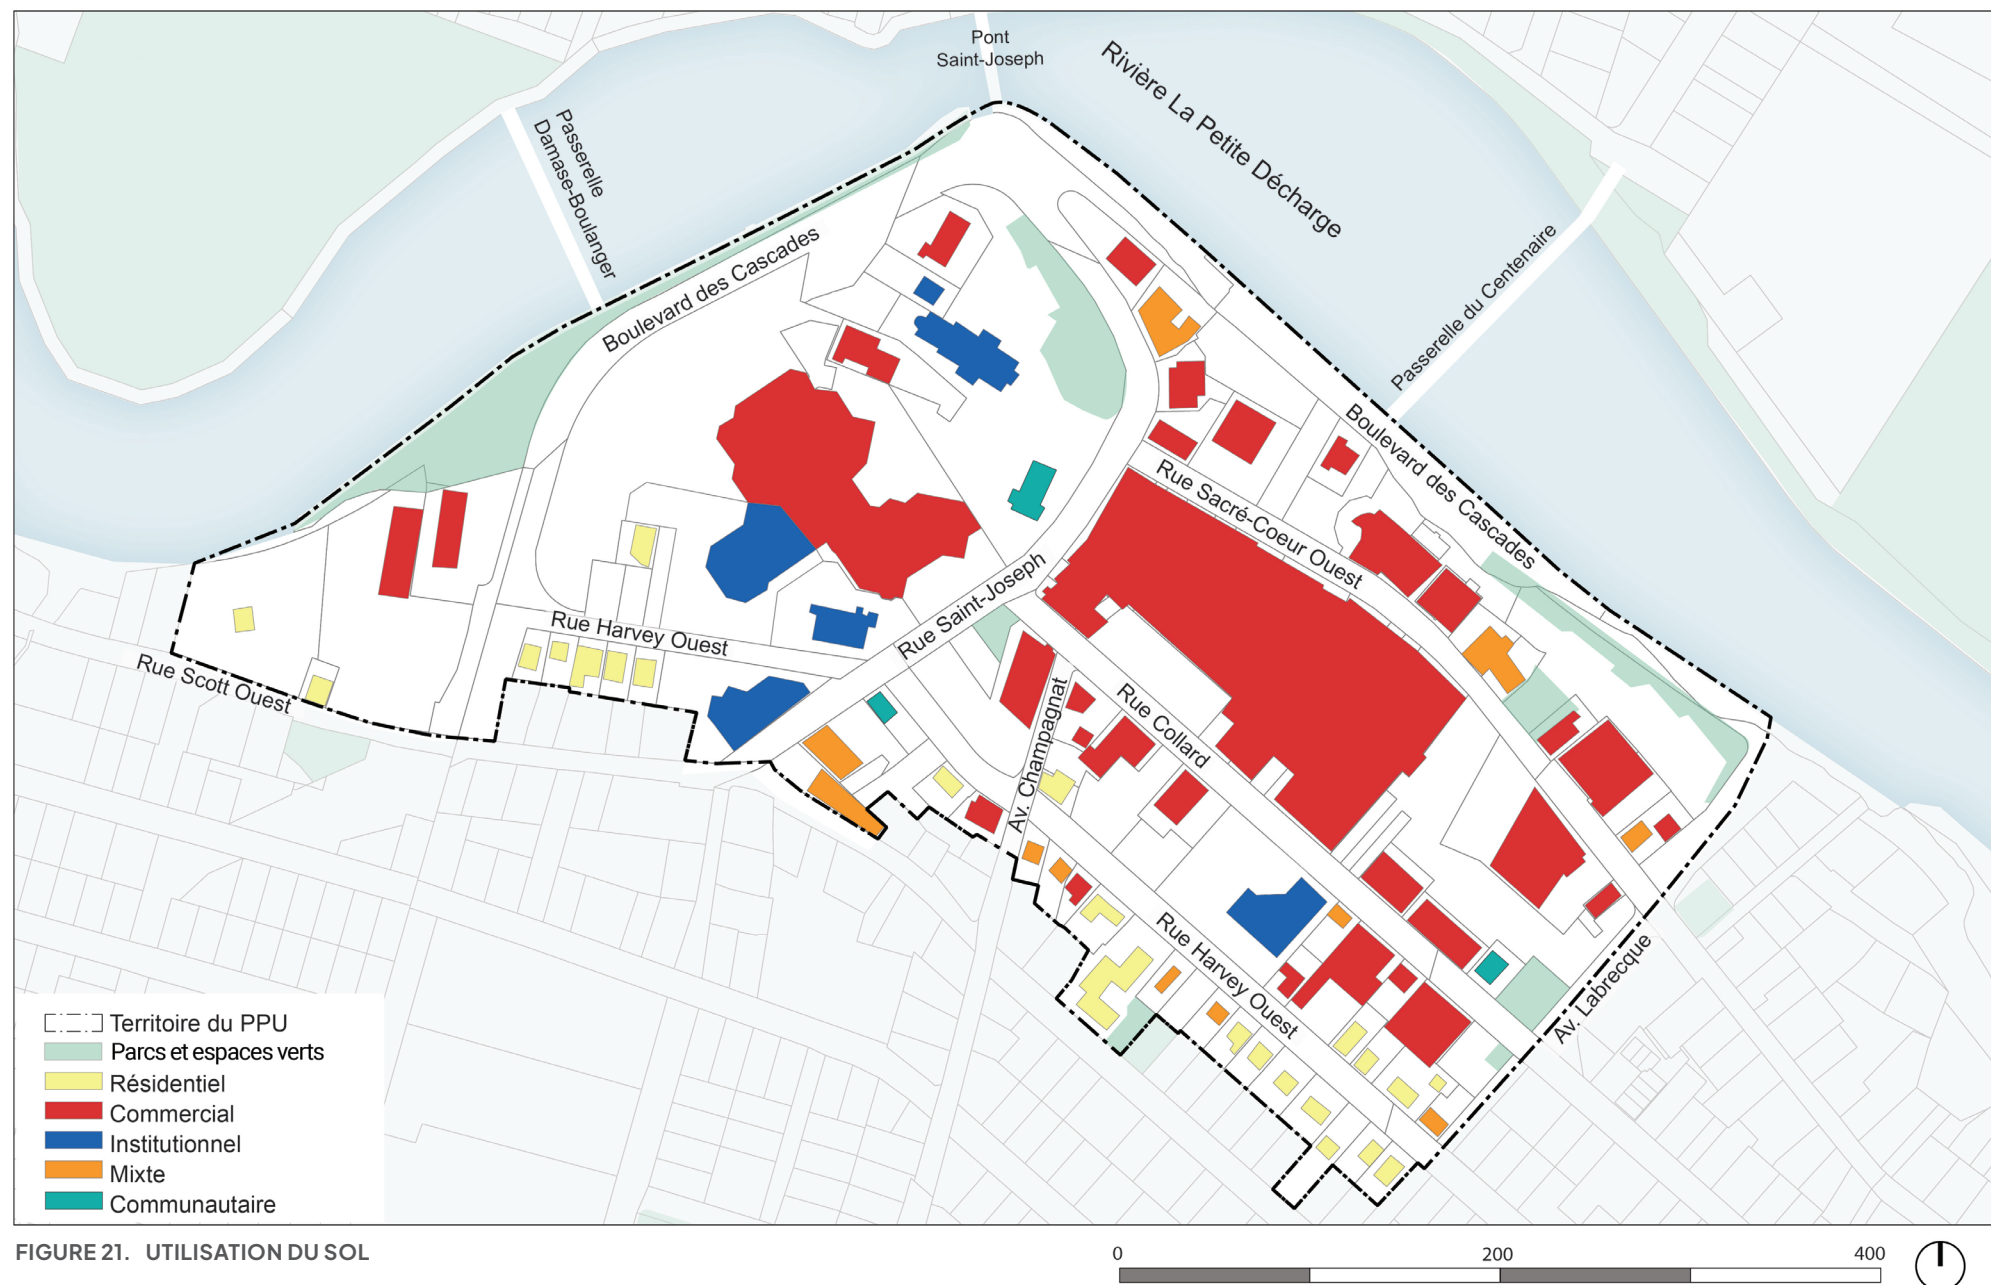 Pont
Saint-Joseph
Rivière La Petite Décharge
Passerelle
Damase-Boulanger
Boulevard des Cascades
Passerelle du Centenaire
Boulevard des Cascades
Rue Sacré-Coeur Ouest
Rue Saint-Joseph
Rue Harvey Ouest
Rue Scott Ouest
Rue Collard
Av. Champagnat
Rue Harvey Ouest
Av. Labrecque
Territoire du PPU
Parcs et espaces verts
Résidentiel
Commercial
Institutionnel
Mixte
Communautaire
FIGURE 21. UTILISATION DU SOL
0 200 400